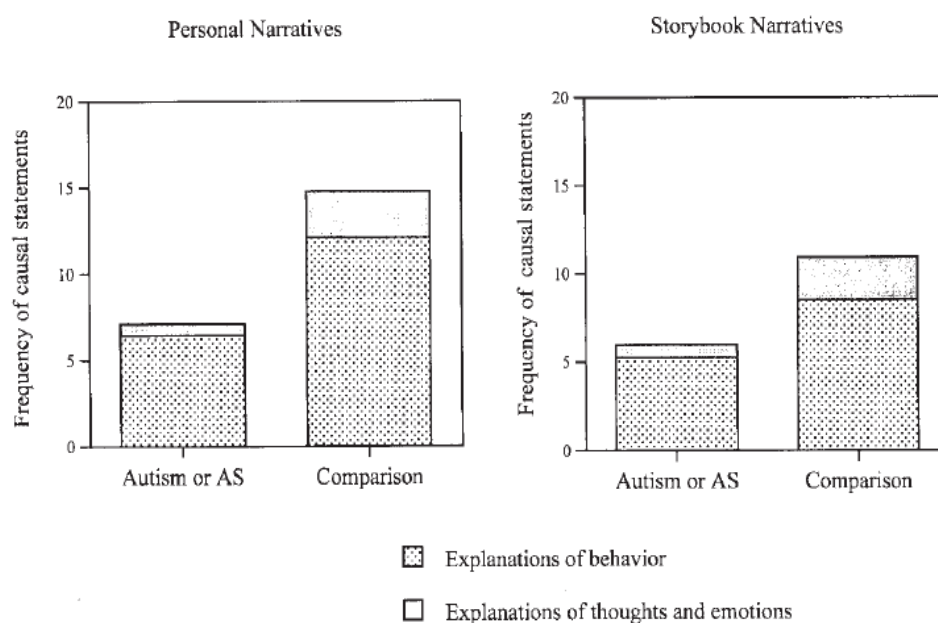 Personal Narratives
Storybook Narratives
Frequency of causal statements
20
15
10
5
0
Autism or AS
Comparison
Frequency of causal statements
20
15
10
5
0
Autism or AS
Comparison
Explanations of behavior
Explanations of thoughts and emotions